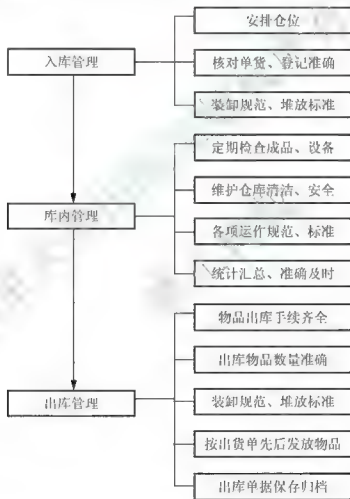 安排仓位
入库管理
核对单货、登记准确
装卸规范、堆放标准
定期检查成品、设备
维护仓库清洁、安全
库内管理
各项运作规范、标准
统计汇总、准确及时
物品出库手续齐全
出库物品数量准确
出库管理
装卸规范、堆放标准
按出货单先后发放物品
出库单据保存归档